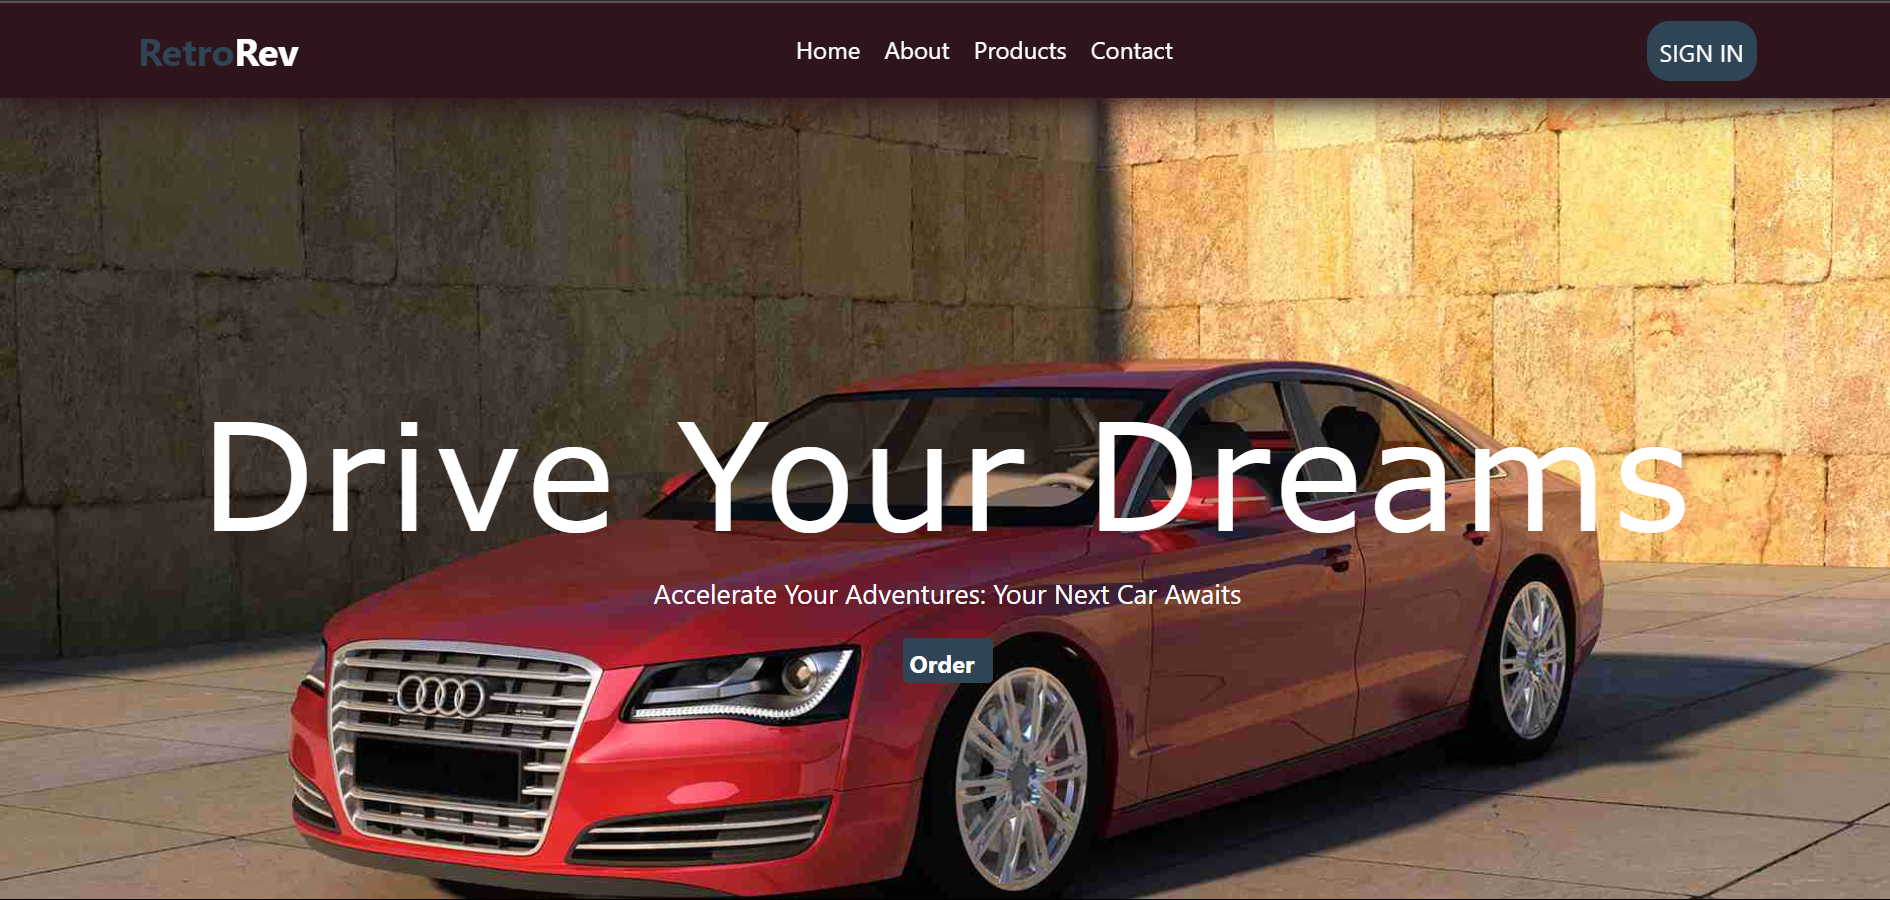 RetroRev
Home About Products Contact
SIGN IN
Drive Your Dreams
Accelerate Your Adventures: Your Next Car Awaits
Order